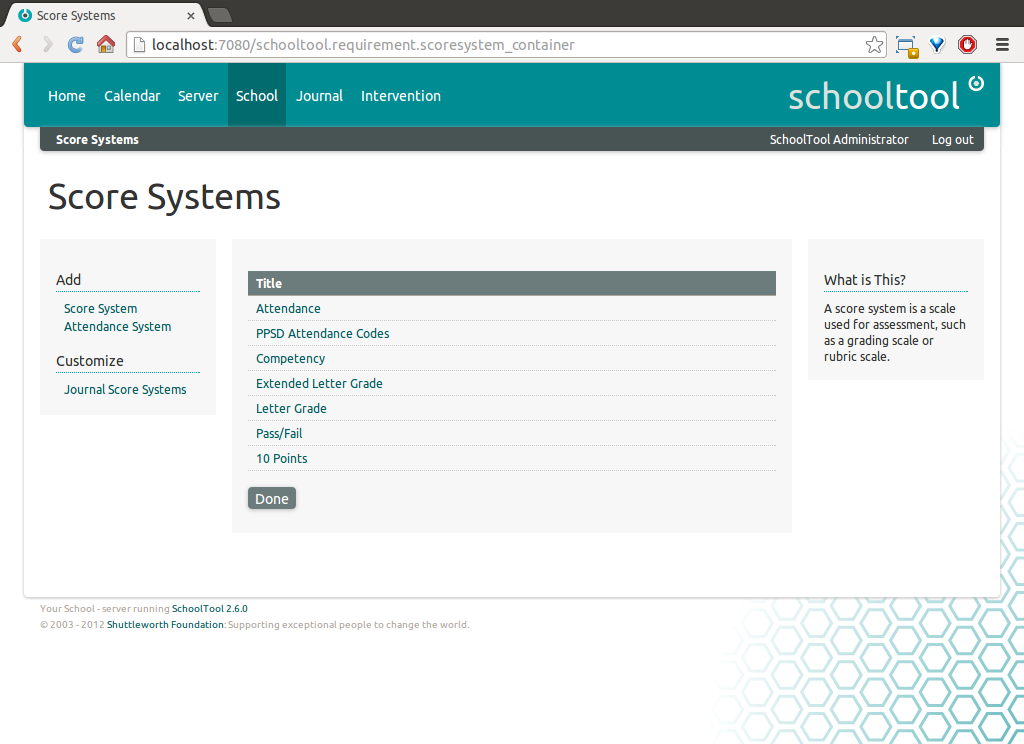 Score Systems
localhost:7080/schooltool.requirement.scoresystem_container
Home Calendar Server School Journal Intervention
schooltool
Score Systems
SchoolTool Administrator Log out
Score Systems
Add
Score System
Attendance System
Customize
Journal Score Systems
Title
Attendance
PPSD Attendance Codes
Competency
Extended Letter Grade
Letter Grade
Pass/Fail
10 Points
Done
What is This?
A score system is a scale
used for assessment, such
as a grading scale or
rubric scale.
Your School - server running SchoolTool 2.6.0
© 2003 - 2012 Shuttleworth Foundation: Supporting exceptional people to change the world.